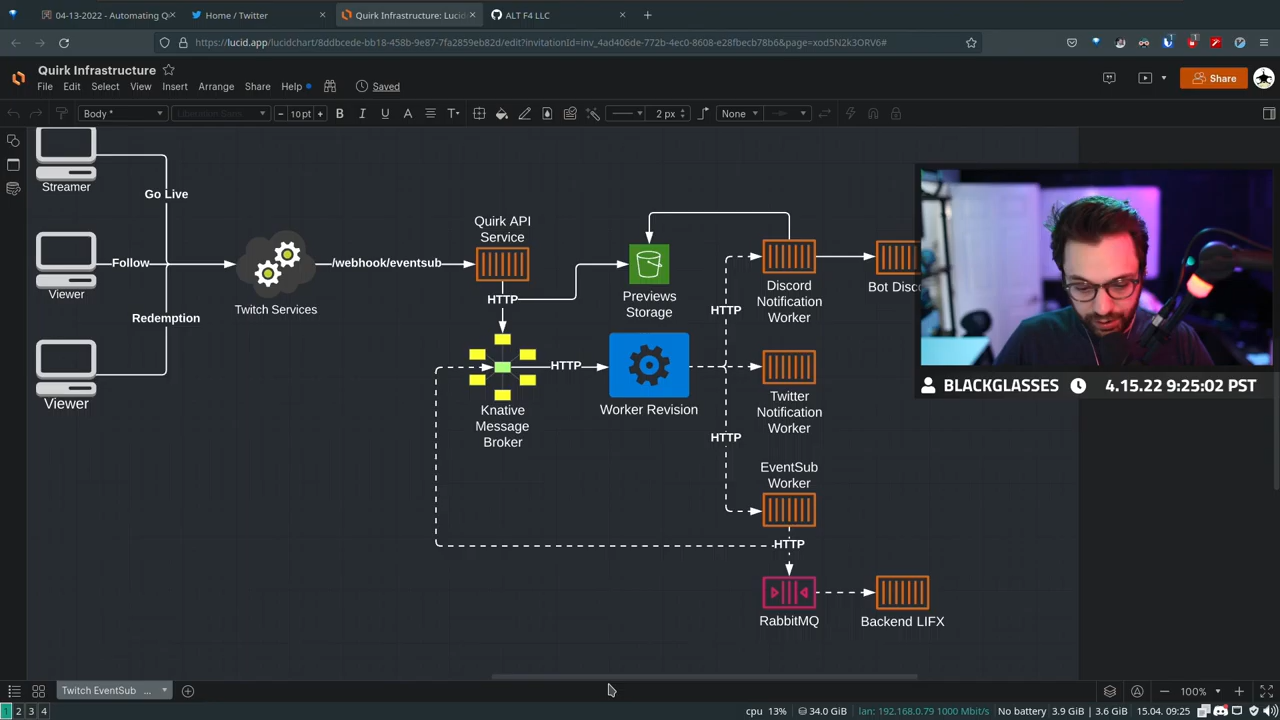 04-13-2022 - Automating Q
Home / Twitter
Quirk Infrastructure: Lucid
ALT F4 LLC
https://lucid.app/lucidchart/8ddbcede-bb18-458b-9e87-7fa2859eb82d/edit?invitationId=inv_4ad406de-772b-4ec0-8608-e28fbecb78b6&page=xod5N2k3ORV6#
Quirk Infrastructure
File Edit Select View Insert Arrange Share Help Saved
Share
Body
10 pt
B I U A T
2 px
None
Streamer
Go Live
Quirk API
Service
Follow
/webhook/eventsub
Viewer
Twitch Services
HTTP
Previews
Storage
Discord
Notification
Worker
Bot Disc
HTTP
Redemption
HTTP
Viewer
Knative
Message
Broker
Worker Revision
Twitter
Notification
Worker
BLACKGLASSES 4.15.22 9:25:02 PST
HTTP
EventSub
Worker
HTTP
RabbitMQ
Backend LIFX
Twitch EventSub ...
100%
1 2 3 4
cpu 13% 34.0 GiB lan: 192.168.0.79 1000 Mbit/s No battery 3.9 GiB | 3.6 GiB 15.04. 09:25